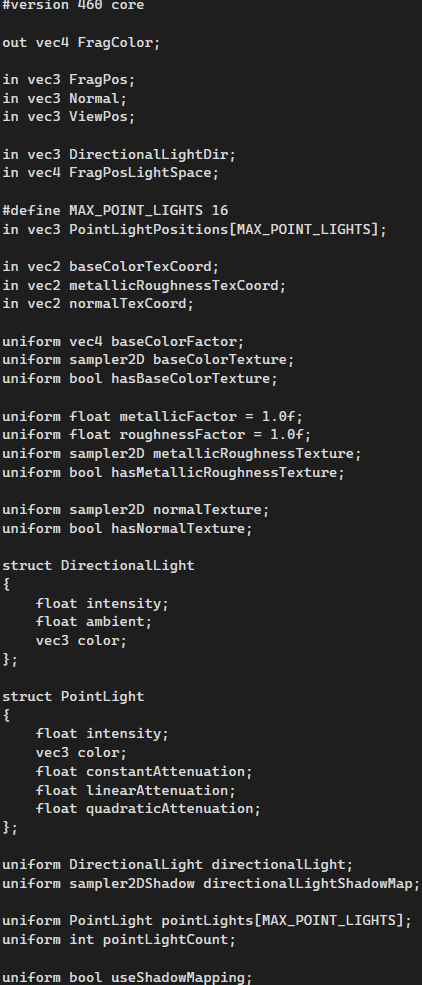 #version 460 core
out vec4 FragColor;
in vec3 FragPos;
in vec3 Normal;
in vec3 ViewPos;
in vec3 DirectionalLightDir;
in vec4 FragPosLightSpace;
#define MAX_POINT_LIGHTS 16
in vec3 PointLightPositions[MAX_POINT_LIGHTS];
in vec2 baseColorTexCoord;
in vec2 metallicRoughnessTexCoord;
in vec2 normalTexCoord;
uniform vec4 baseColorFactor;
uniform sampler2D baseColorTexture;
uniform bool hasBaseColorTexture;
uniform float metallicFactor = 1.0f;
uniform float roughnessFactor = 1.0f;
uniform sampler2D metallicRoughnessTexture;
uniform bool hasMetallicRoughnessTexture;
uniform sampler2D normalTexture;
uniform bool hasNormalTexture;
struct DirectionalLight
{
    float intensity;
    float ambient;
    vec3 color;
};
struct PointLight
{
    float intensity;
    vec3 color;
    float constantAttenuation;
    float linearAttenuation;
    float quadraticAttenuation;
};
uniform DirectionalLight directionalLight;
uniform sampler2DShadow directionalLightShadowMap;
uniform PointLight pointLights[MAX_POINT_LIGHTS];
uniform int pointLightCount;
uniform bool useShadowMapping;